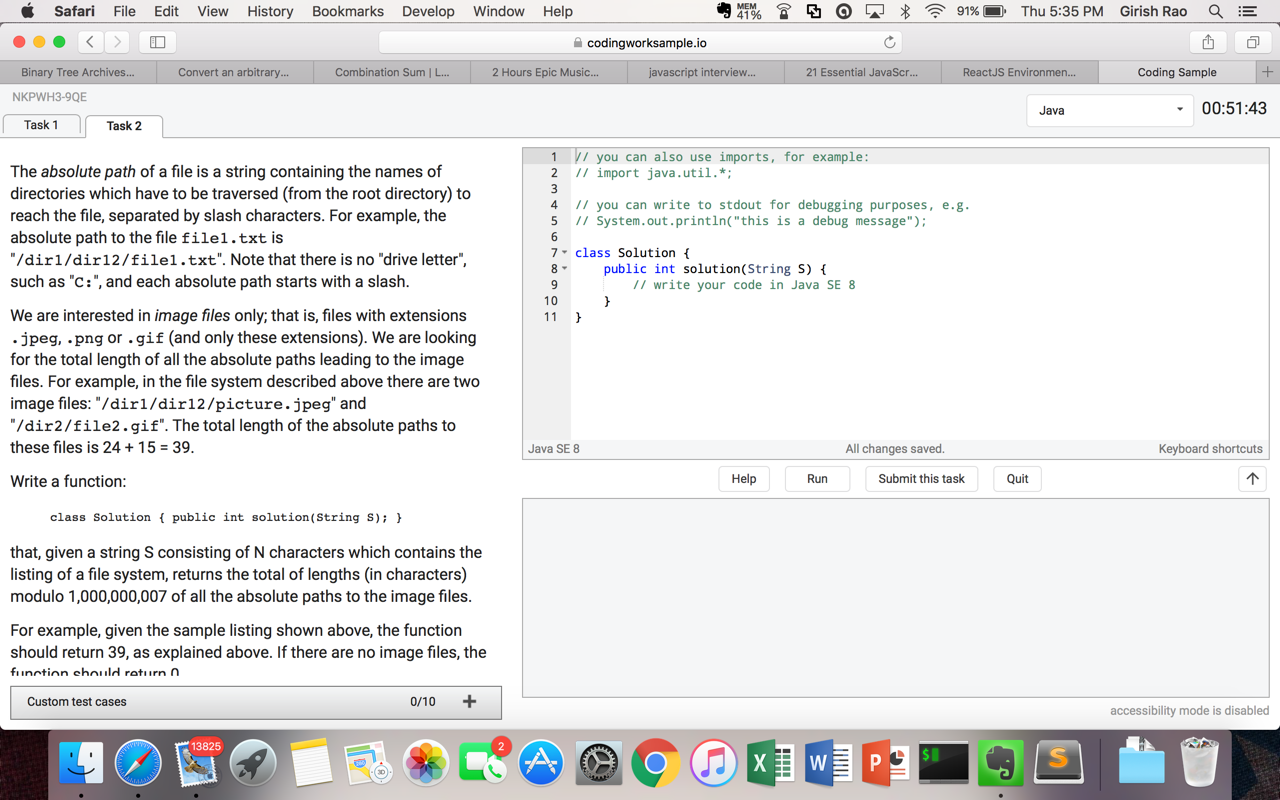 Safari File Edit View History Bookmarks Develop Window Help MEM 41% 91% Thu 5:35 PM Girish Rao
codingworksample.io
Binary Tree Archives... Convert an arbitrary... Combination Sum | L... 2 Hours Epic Music... javascript interview... 21 Essential JavaScr... ReactJS Environmen... Coding Sample +
NKPWH3-9QE
Task 1 Task 2 Java 00:51:43
The absolute path of a file is a string containing the names of
directories which have to be traversed (from the root directory) to
reach the file, separated by slash characters. For example, the
absolute path to the file file1.txt is
"/dir1/dir12/file1.txt". Note that there is no "drive letter",
such as "C:", and each absolute path starts with a slash.
We are interested in image files only; that is, files with extensions
.jpeg, .png or .gif (and only these extensions). We are looking
for the total length of all the absolute paths leading to the image
files. For example, in the file system described above there are two
image files: "/dir1/dir12/picture.jpeg" and
"/dir2/file2.gif". The total length of the absolute paths to
these files is 24 + 15 = 39.
Write a function:
class Solution { public int solution(String S); }
that, given a string S consisting of N characters which contains the
listing of a file system, returns the total of lengths (in characters)
modulo 1,000,000,007 of all the absolute paths to the image files.
For example, given the sample listing shown above, the function
should return 39, as explained above. If there are no image files, the
function should return 0
Custom test cases 0/10 +
1 // you can also use imports, for example:
2 // import java.util.*;
3
4 // you can write to stdout for debugging purposes, e.g.
5 // System.out.println("this is a debug message");
6
7 class Solution {
8 public int solution(String S) {
9 // write your code in Java SE 8
10 }
11 }
Java SE 8 All changes saved. Keyboard shortcuts
Help Run Submit this task Quit
accessibility mode is disabled
13825 3D 2 X W P $ S